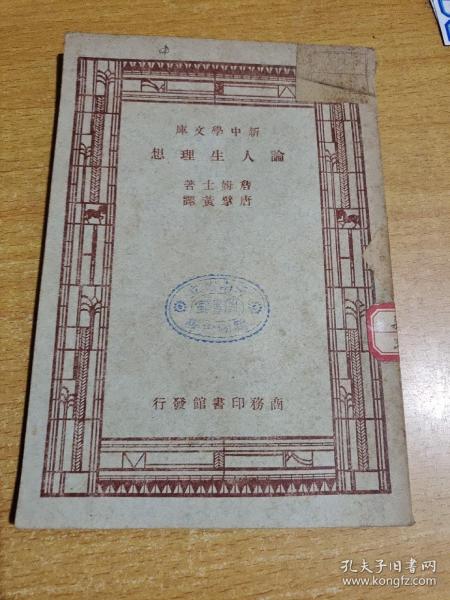 新中學文庫
論人生理想
詹姆士著
唐擘黃譯
商務印書館發行
孔夫子旧书网
www.kongfz.com